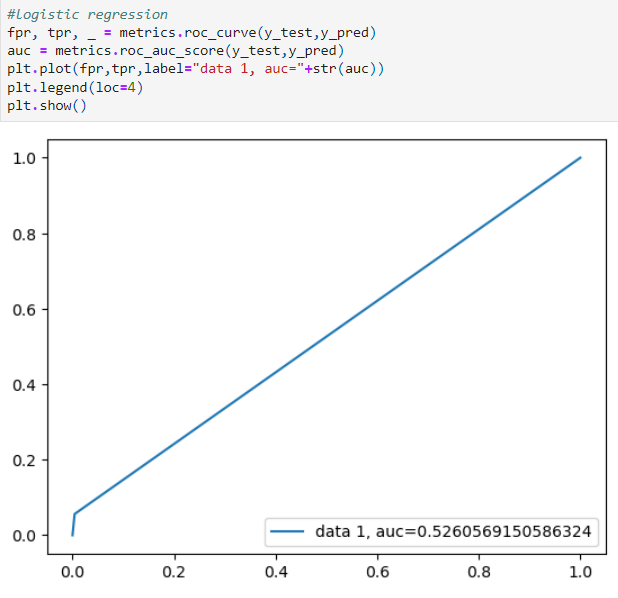 #logistic regression
fpr, tpr, _ = metrics.roc_curve(y_test,y_pred)
auc = metrics.roc_auc_score(y_test,y_pred)
plt.plot(fpr,tpr,label="data 1, auc="+str(auc))
plt.legend(loc=4)
plt.show()
1.0
0.8
0.6
0.4
0.2
0.0
data 1, auc=0.5260569150586324
0.0 0.2 0.4 0.6 0.8 1.0